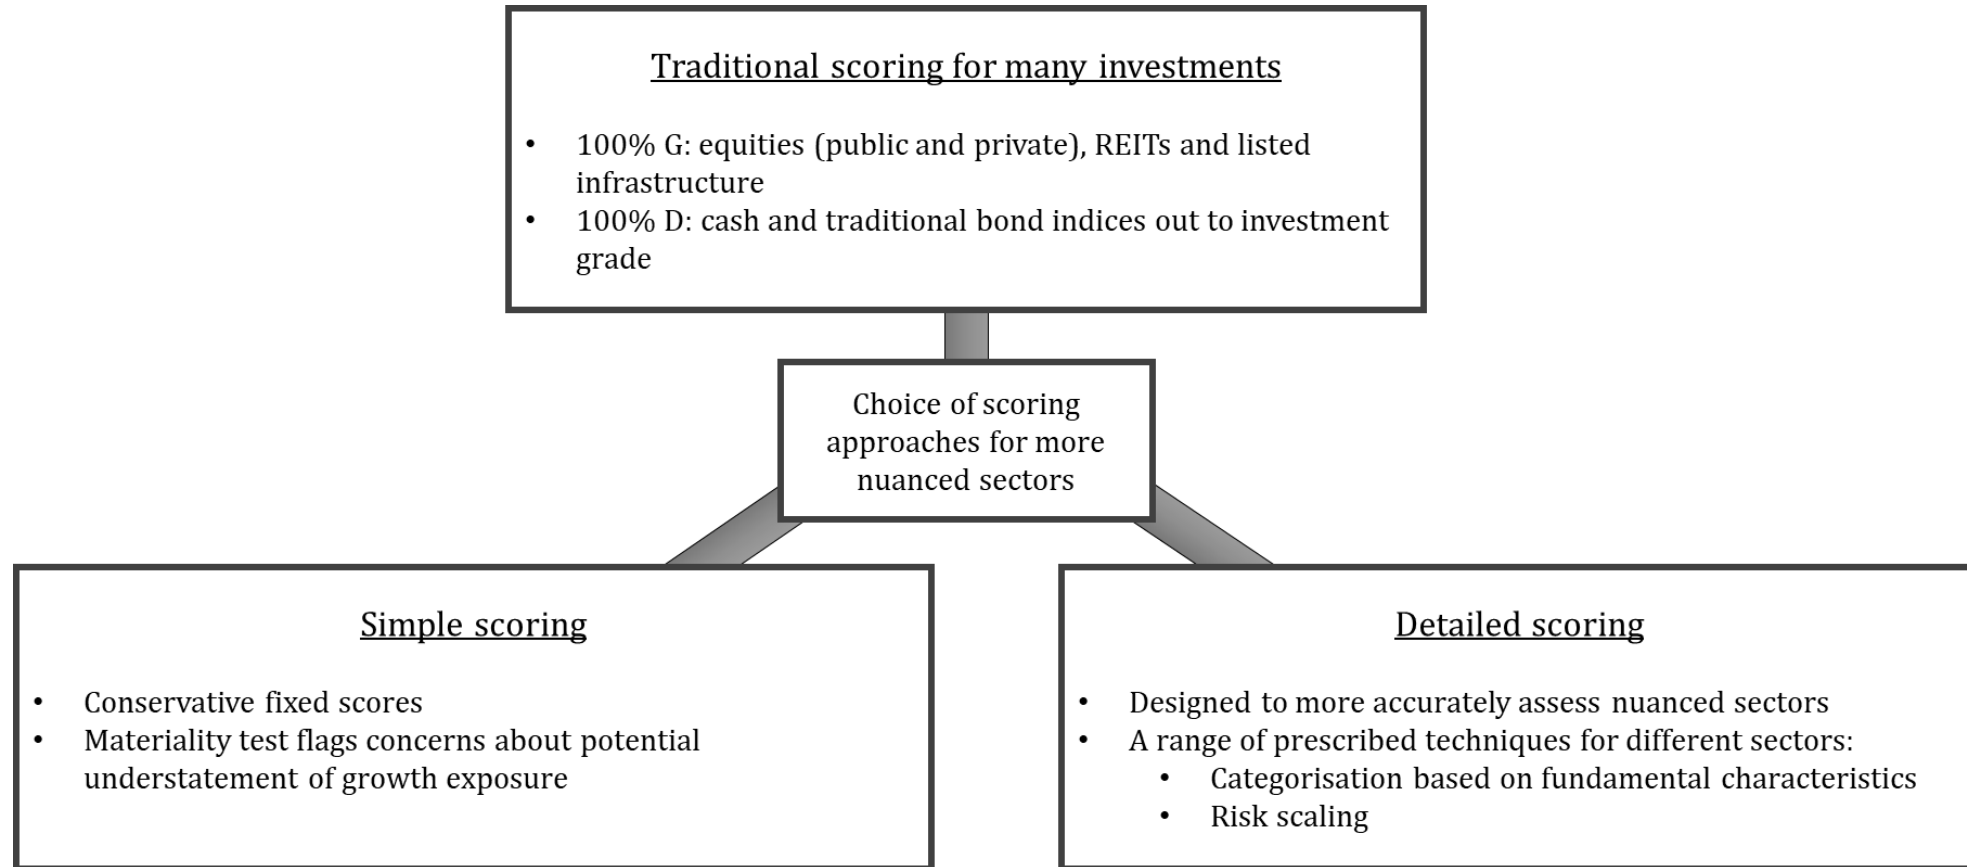 Traditional scoring for many investments
• 100% G: equities (public and private), REITs and listed
infrastructure
• 100% D: cash and traditional bond indices out to investment
grade
Choice of scoring
approaches for more
nuanced sectors
Simple scoring
• Conservative fixed scores
• Materiality test flags concerns about potential
understatement of growth exposure
Detailed scoring
• Designed to more accurately assess nuanced sectors
• A range of prescribed techniques for different sectors:
• Categorisation based on fundamental characteristics
• Risk scaling